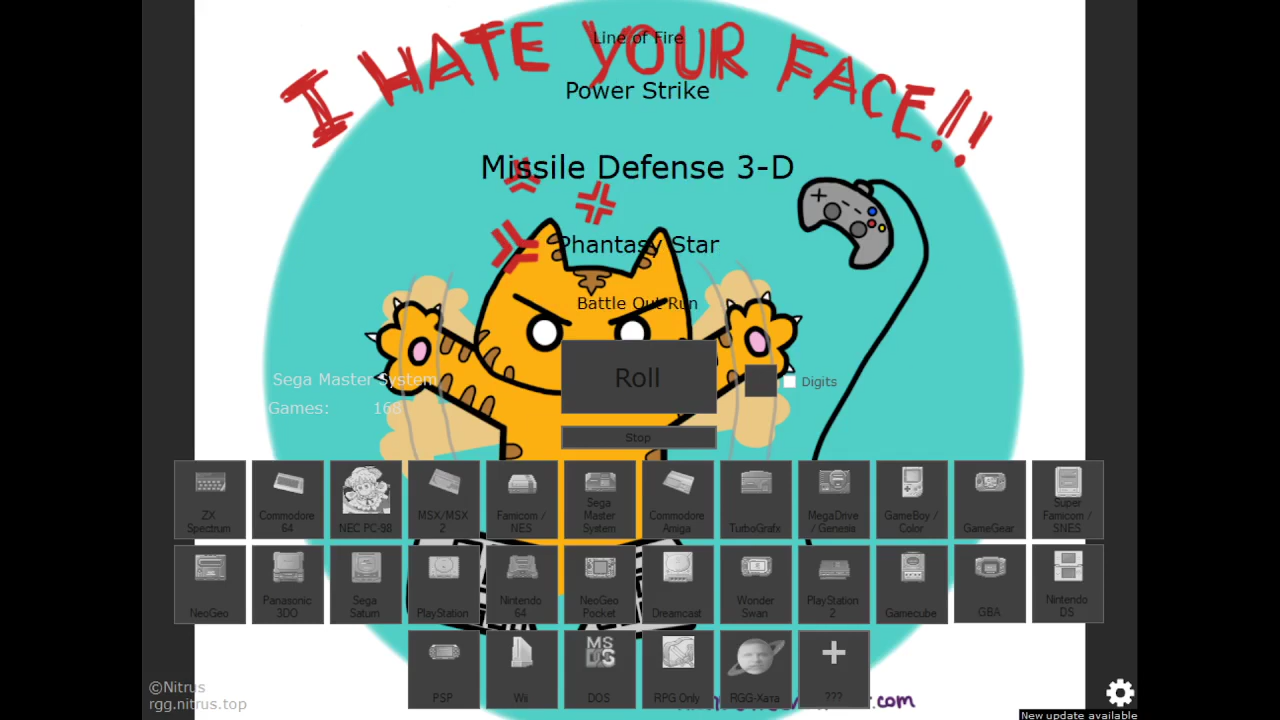 I HATE YOUR FACE!!
Line of Fire
Power Strike
Missile Defense 3-D
Phantasy Star
Battle Out Run
Sega Master System
Games: 168
Roll
Digits
Stop
ZX Spectrum
Commodore 64
NEC PC-98
MSX/MSX 2
Famicom / NES
Sega Master System
Commodore Amiga
TurboGrafx
MegaDrive / Genesis
GameBoy / Color
GameGear
Super Famicom / SNES
NeoGeo
Panasonic 3DO
Sega Saturn
PlayStation
Nintendo 64
NeoGeo Pocket
Dreamcast
Wonder Swan
PlayStation 2
Gamecube
GBA
Nintendo DS
PSP
Wii
MS DOS
DOS
RPG Only
RGG-Хата
+
???
©Nitrus
rgg.nitrus.top
.com
New update available